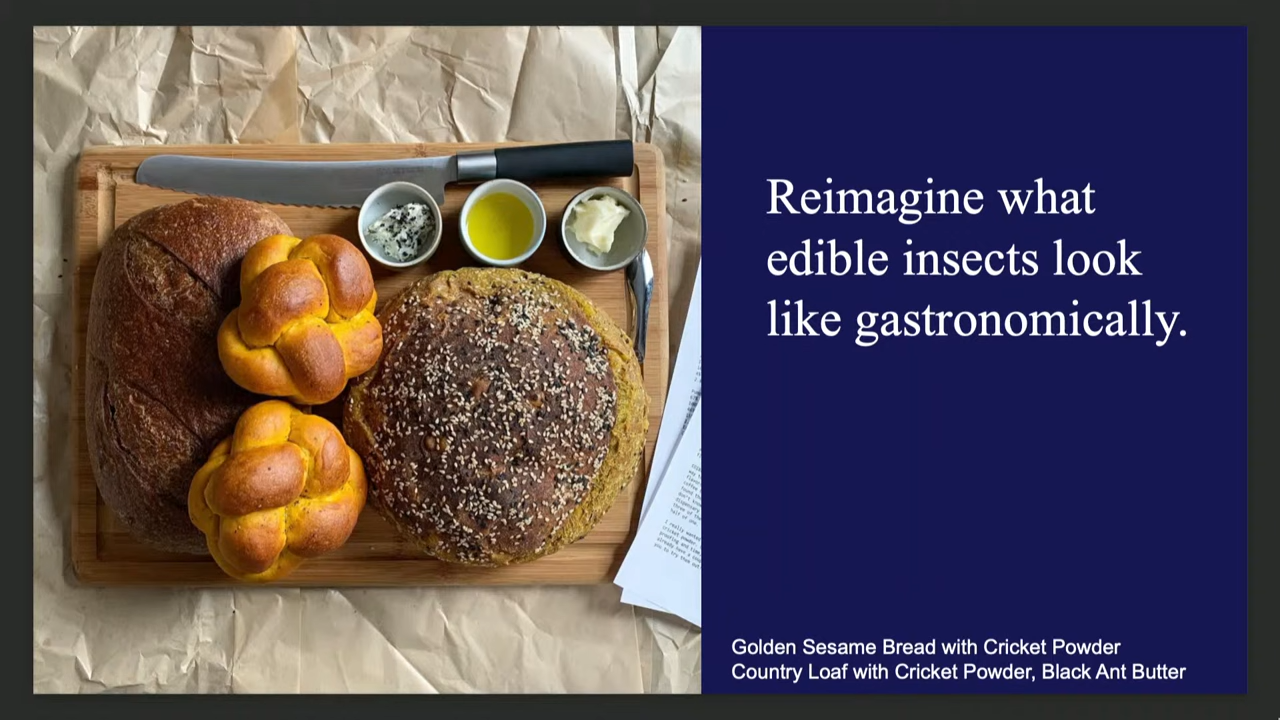 Reimagine what
edible insects look
like gastronomically.
Golden Sesame Bread with Cricket Powder
Country Loaf with Cricket Powder, Black Ant Butter